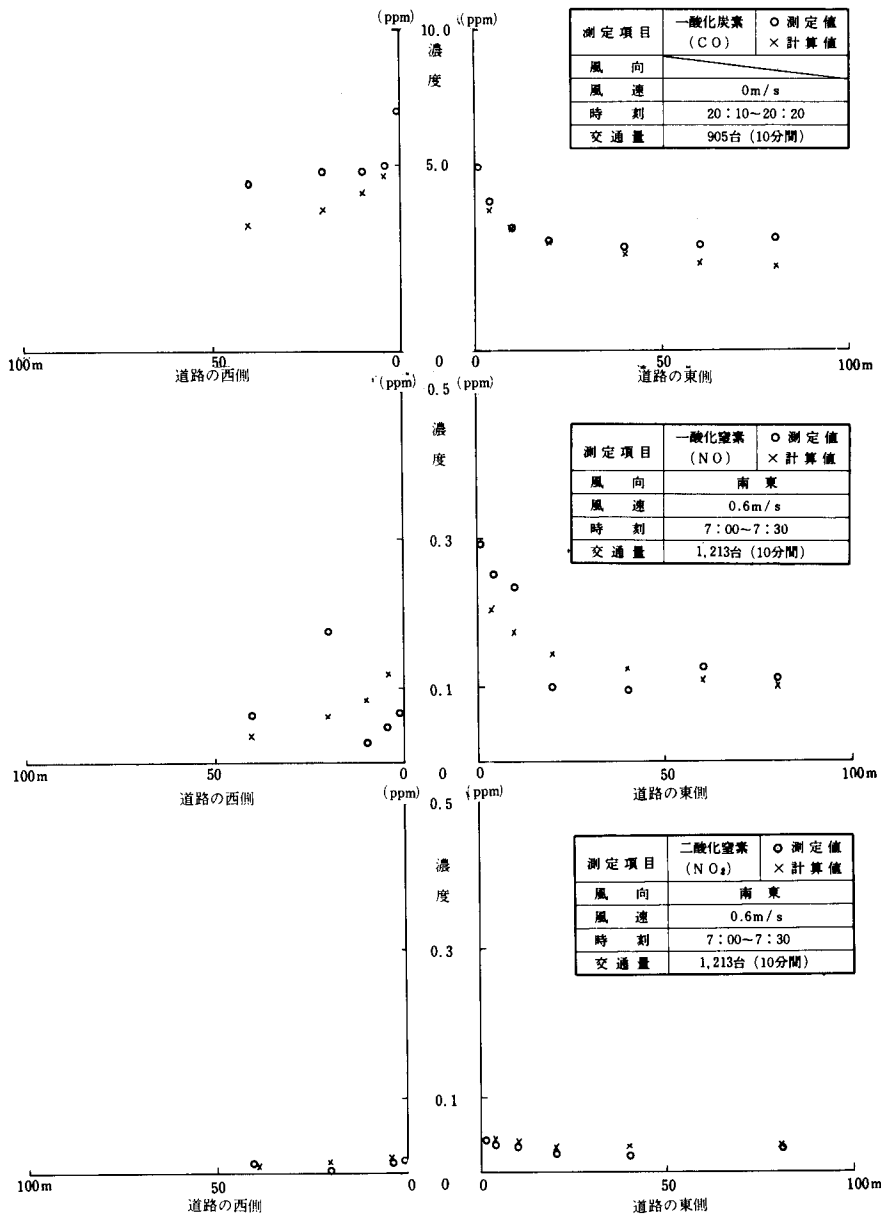 (ppm) (ppm)
10.0
濃
度
5.0
0
100m 50 0
道路の西側
0 50 100m
道路の東側
測定項目 一酸化炭素 (CO) ○ 測定値 × 計算値
風向
風速 0m/s
時刻 20:10~20:20
交通量 905台(10分間)
(ppm) (ppm)
0.5
濃
度
0.3
0.1
0
100m 50 0
道路の西側
0 50 100m
道路の東側
測定項目 一酸化窒素 (NO) ○ 測定値 × 計算値
風向 南東
風速 0.6m/s
時刻 7:00~7:30
交通量 1,213台(10分間)
(ppm) (ppm)
0.5
濃
度
0.3
0.1
0
100m 50 0
道路の西側
0 50 100m
道路の東側
測定項目 二酸化窒素 (NO₂) ○ 測定値 × 計算値
風向 南東
風速 0.6m/s
時刻 7:00~7:30
交通量 1,213台(10分間)